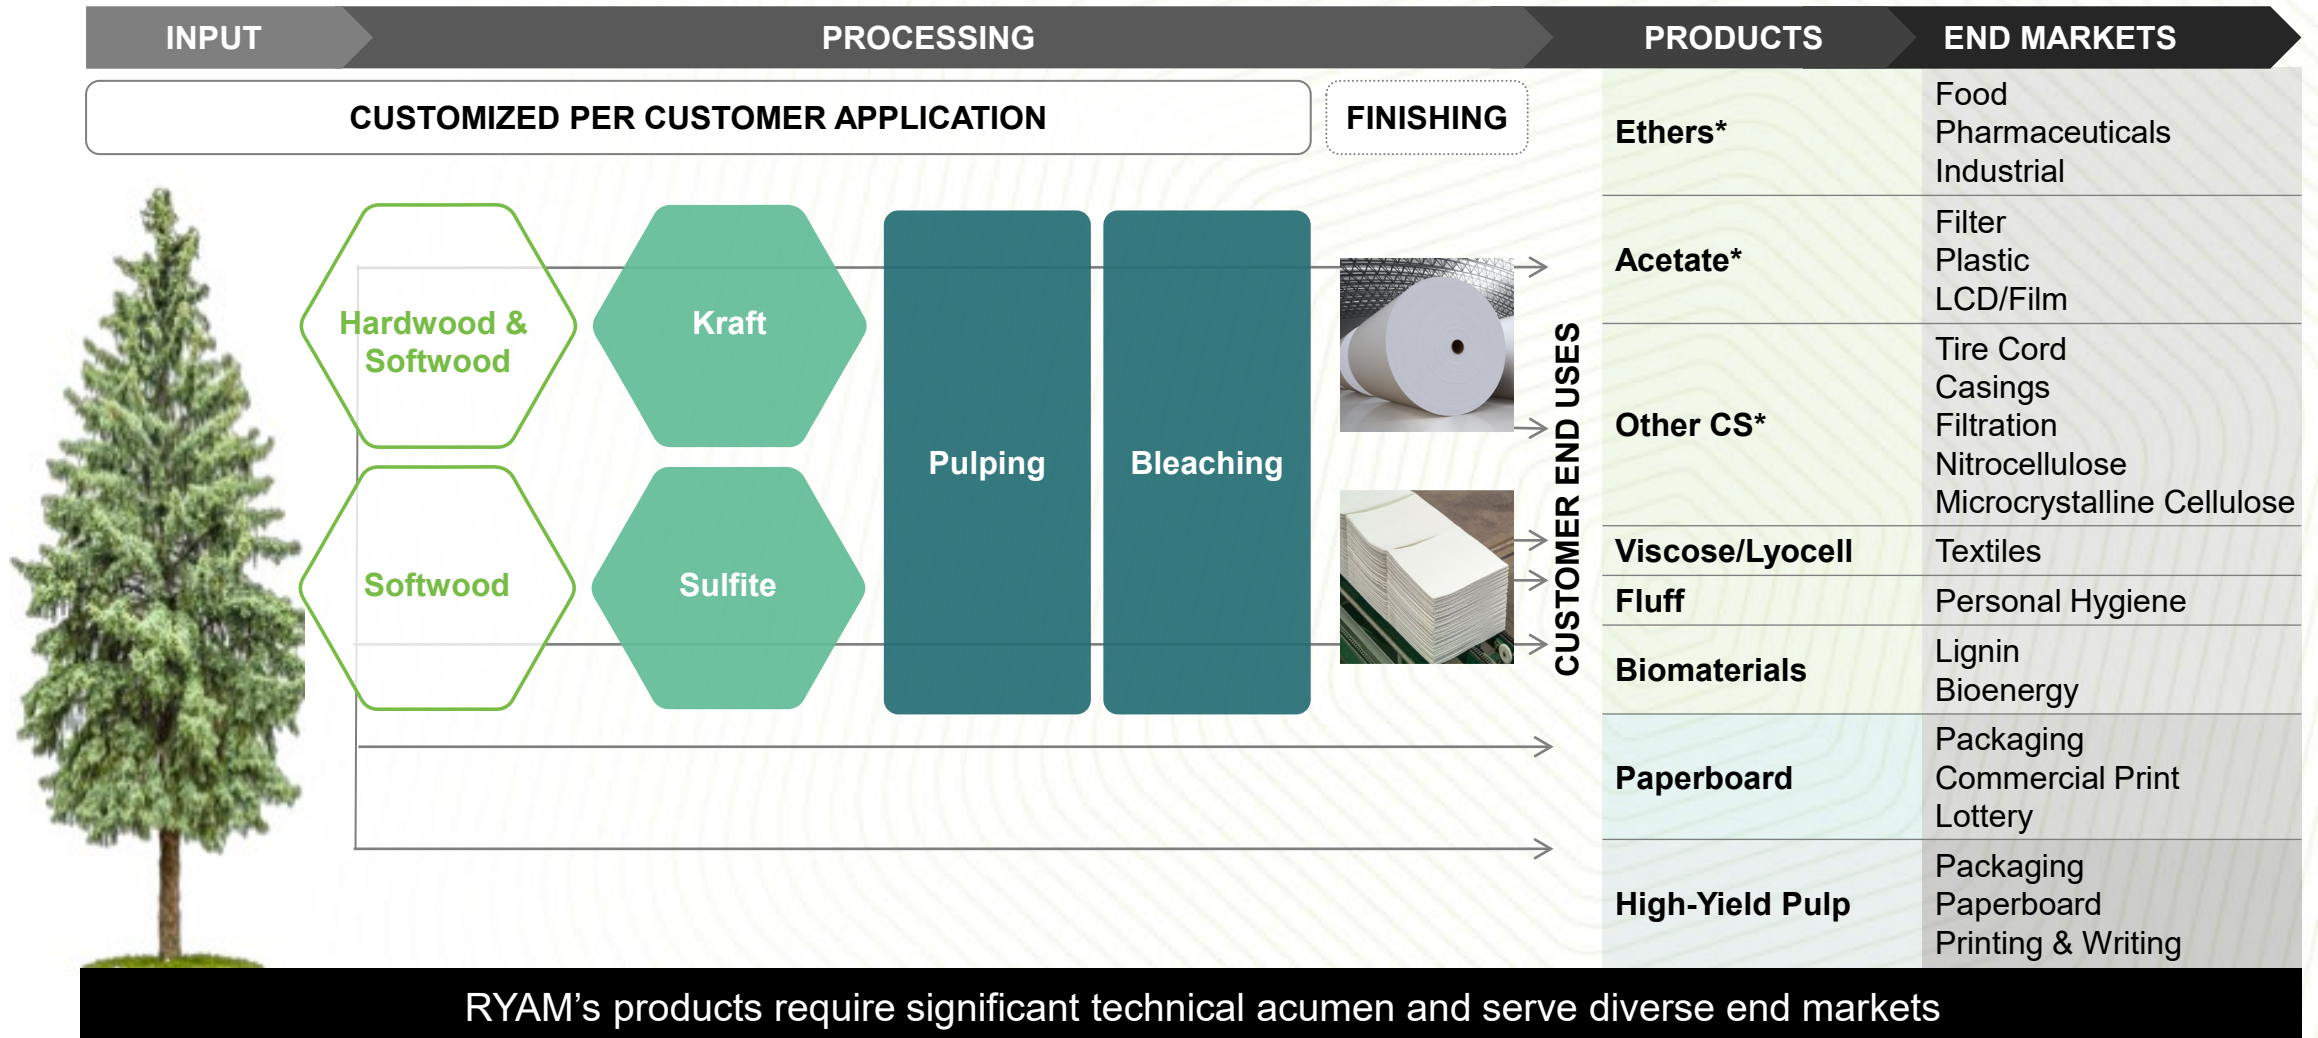 INPUT
PROCESSING
PRODUCTS
END MARKETS
CUSTOMIZED PER CUSTOMER APPLICATION
FINISHING
Hardwood &
Softwood
Kraft
Softwood
Sulfite
Pulping
Bleaching
CUSTOMER END USES
Ethers*
Food
Pharmaceuticals
Industrial
Acetate*
Filter
Plastic
LCD/Film
Other CS*
Tire Cord
Casings
Filtration
Nitrocellulose
Microcrystalline Cellulose
Viscose/Lyocell
Textiles
Fluff
Personal Hygiene
Biomaterials
Lignin
Bioenergy
Paperboard
Packaging
Commercial Print
Lottery
High-Yield Pulp
Packaging
Paperboard
Printing & Writing
RYAM’s products require significant technical acumen and serve diverse end markets